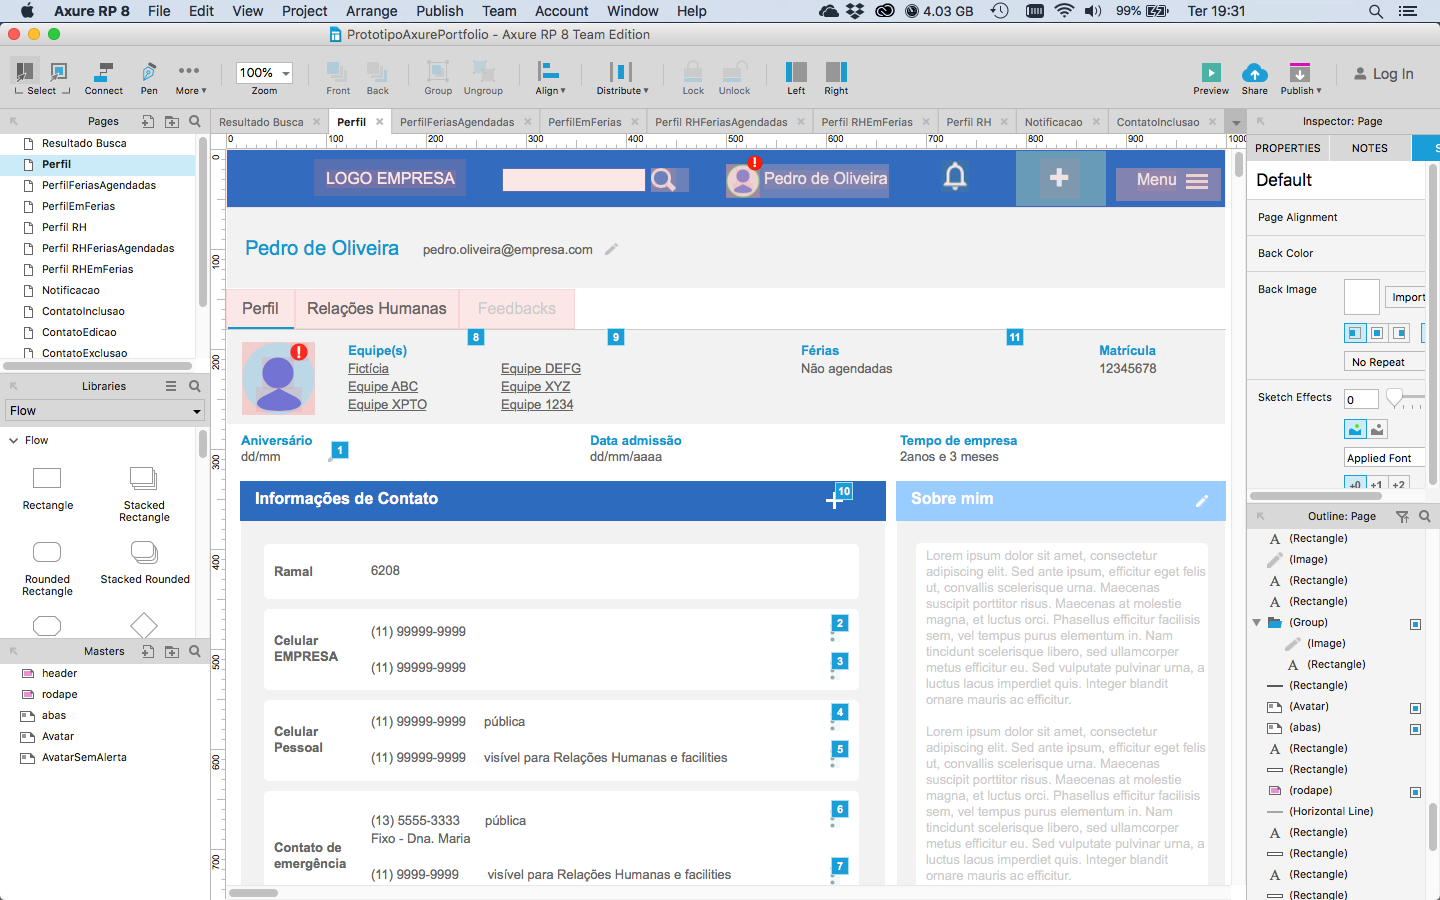 Axure RP 8 File Edit View Project Arrange Publish Team Account Window Help 4.03 GB 99% Ter 19:31
PrototipoAxurePortfolio - Axure RP 8 Team Edition
Select Connect Pen More▼ 100% Zoom Front Back Group Ungroup Align▼ Distribute▼ Lock Unlock Left Right Preview Share Publish▼ Log In
Pages
Resultado Busca
Perfil
PerfilFeriasAgendadas
PerfilEmFerias
Perfil RH
Perfil RHFeriasAgendadas
Perfil RHEmFerias
Notificacao
ContatoInclusao
ContatoEdicao
ContatoExclusao
Libraries
Flow
Flow
Rectangle
Stacked
Rectangle
Rounded
Rectangle
Stacked Rounded
Masters
header
rodape
abas
Avatar
AvatarSemAlerta
Resultado Busca Perfil PerfilFeriasAgendadas PerfilEmFerias Perfil RHFeriasAgendadas Perfil RHEmFerias Perfil RH Notificacao ContatoInclusao
0 100 200 300 400 500 600 700 800 900 1000
0
100
200
300
400
500
600
700
LOGO EMPRESA ! Pedro de Oliveira Menu
Pedro de Oliveira pedro.oliveira@empresa.com
Perfil Relações Humanas Feedbacks
8 9 11
! Equipe(s) Férias Matrícula
Fictícia Equipe DEFG Não agendadas 12345678
Equipe ABC Equipe XYZ
Equipe XPTO Equipe 1234
Aniversário Data admissão Tempo de empresa
dd/mm 1 dd/mm/aaaa 2anos e 3 meses
Informações de Contato 10
Ramal 6208
Celular
EMPRESA
(11) 99999-9999 2
(11) 99999-9999 3
Celular
Pessoal
(11) 99999-9999 pública 4
(11) 99999-9999 visível para Relações Humanas e facilities 5
Contato de
emergência
(13) 5555-3333 pública 6
Fixo - Dna. Maria
(11) 9999-9999 visível para Relações Humanas e facilities 7
Sobre mim
Lorem ipsum dolor sit amet, consectetur
adipiscing elit. Sed ante ipsum, efficitur eget felis
ut, convallis scelerisque urna. Maecenas
suscipit porttitor risus. Maecenas at molestie
magna, et luctus orci. Phasellus efficitur facilisis
sem, vel tempus purus elementum in. Nam
tincidunt scelerisque libero, sed ullamcorper
metus efficitur eu. Sed vulputate pulvinar urna, a
luctus lacus imperdiet quis. Integer blandit
ornare mauris ac efficitur.
Lorem ipsum dolor sit amet, consectetur
adipiscing elit. Sed ante ipsum, efficitur eget felis
ut, convallis scelerisque urna. Maecenas
suscipit porttitor risus. Maecenas at molestie
magna, et luctus orci. Phasellus efficitur facilisis
sem, vel tempus purus elementum in. Nam
tincidunt scelerisque libero, sed ullamcorper
metus efficitur eu. Sed vulputate pulvinar urna, a
luctus lacus imperdiet quis. Integer blandit
ornare mauris ac efficitur.
Inspector: Page
PROPERTIES NOTES S
Default
Page Alignment
Back Color
Back Image Import
No Repeat
Sketch Effects 0
Applied Font
+0 +1 +2
Outline: Page
(Rectangle)
(Image)
(Rectangle)
(Rectangle)
(Group)
(Image)
(Rectangle)
(Rectangle)
(Avatar)
(abas)
(Rectangle)
(Rectangle)
(rodape)
(Horizontal Line)
(Rectangle)
(Rectangle)
(Rectangle)
(Rectangle)